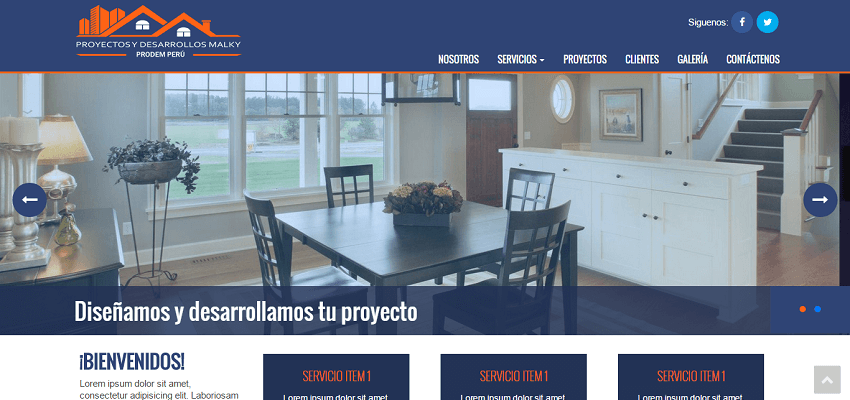 PROYECTOS Y DESARROLLOS MALKY
PRODEM PERÚ
Siguenos:
NOSOTROS SERVICIOS PROYECTOS CLIENTES GALERÍA CONTÁCTENOS
Diseñamos y desarrollamos tu proyecto
¡BIENVENIDOS!
Lorem ipsum dolor sit amet,
consectetur adipisicing elit. Laboriosam
SERVICIO ITEM 1
Lorem ipsum dolor sit amet,
SERVICIO ITEM 1
Lorem ipsum dolor sit amet,
SERVICIO ITEM 1
Lorem ipsum dolor sit amet,